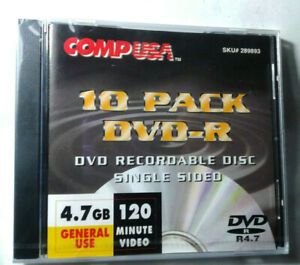 COMPUSA™
SKU# 289893
10 PACK
DVD-R
DVD RECORDABLE DISC
SINGLE SIDED
4.7GB
GENERAL
USE
120
MINUTE
VIDEO
DVD
R
R4.7